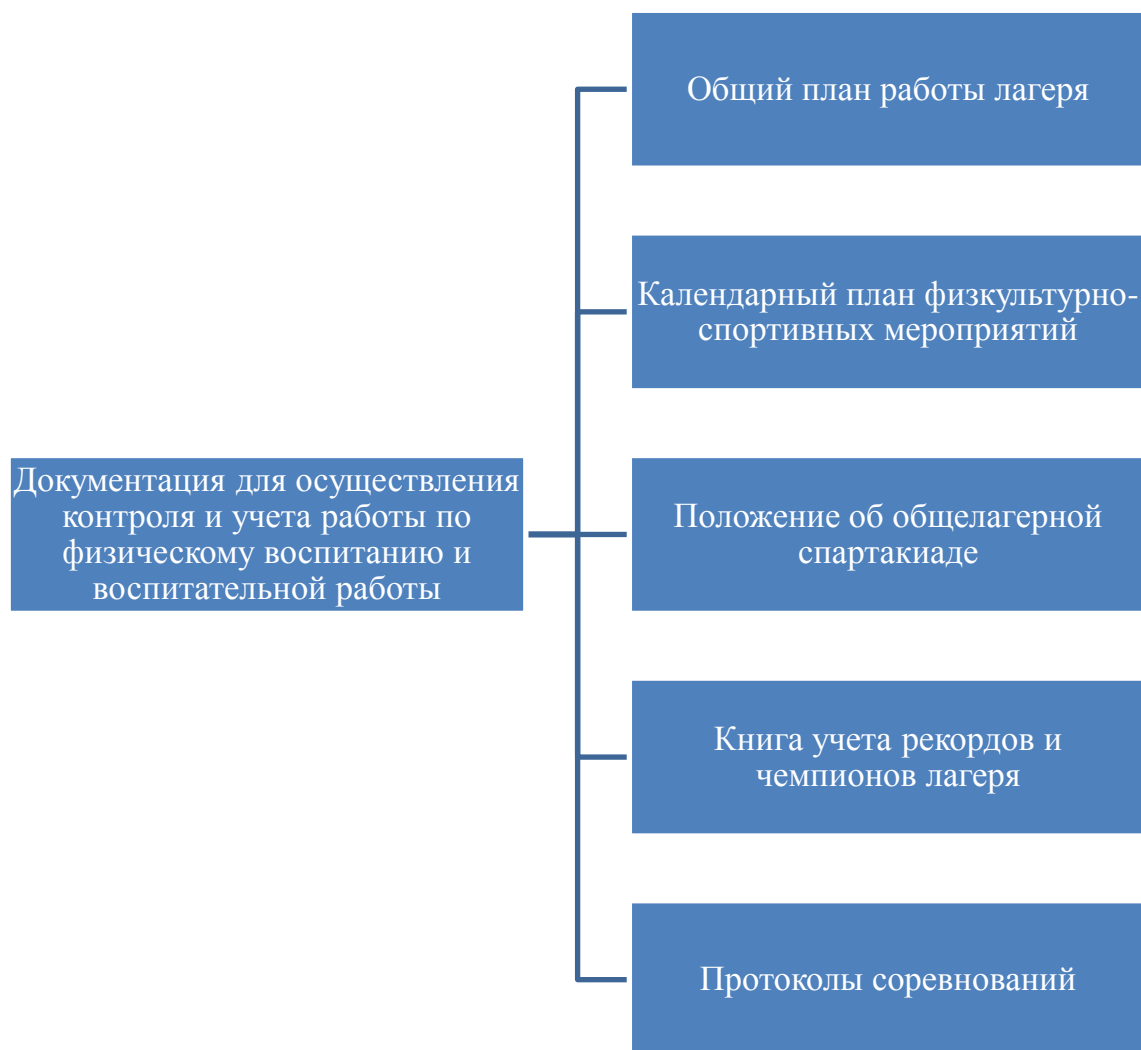 Общий план работы лагеря
Календарный план физкультурно-
спортивных мероприятий
Документация для осуществления
контроля и учета работы по
физическому воспитанию и
воспитательной работы
Положение об общелагерной
спартакиаде
Книга учета рекордов и
чемпионов лагеря
Протоколы соревнований